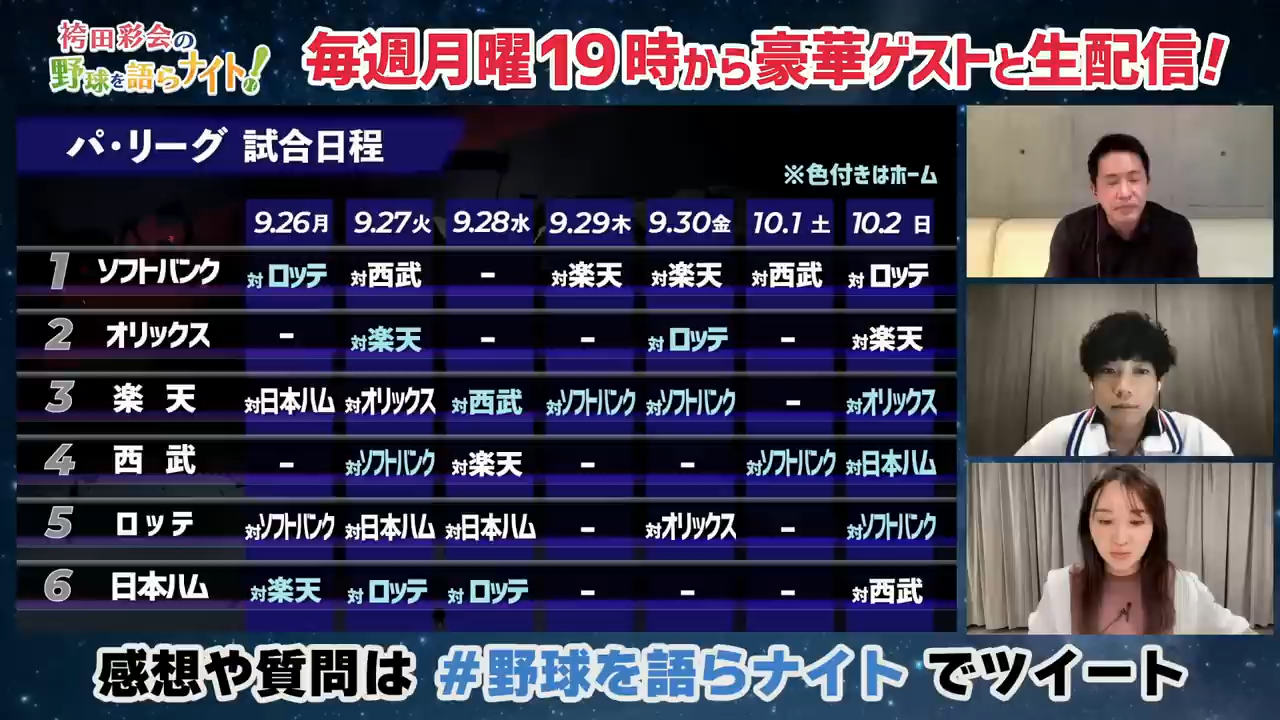 袴田彩会の
野球を語らナイト!
毎週月曜19時から豪華ゲストと生配信!
パ・リーグ 試合日程
※色付きはホーム
9.26月 9.27火 9.28水 9.29木 9.30金 10.1 土 10.2 日
1 ソフトバンク 対ロッテ 対西武 - 対楽天 対楽天 対西武 対ロッテ
2 オリックス - 対楽天 - - 対ロッテ - 対楽天
3 楽天 対日本ハム 対オリックス 対西武 対ソフトバンク 対ソフトバンク - 対オリックス
4 西武 - 対ソフトバンク 対楽天 - - 対ソフトバンク 対日本ハム
5 ロッテ 対ソフトバンク 対日本ハム 対日本ハム - 対オリックス - 対ソフトバンク
6 日本ハム 対楽天 対ロッテ 対ロッテ - - - 対西武
感想や質問は #野球を語らナイト でツイート